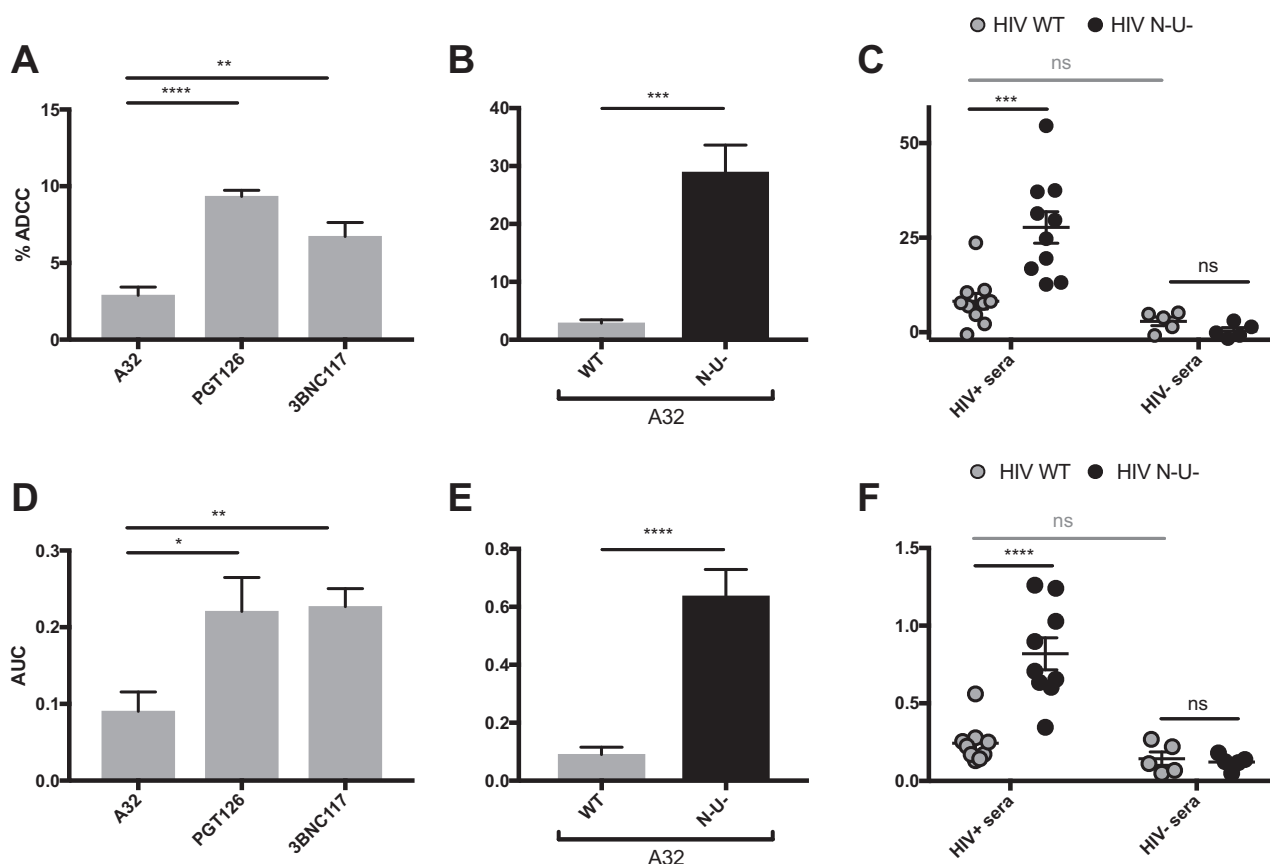 A
**
****
% ADCC
15
10
5
0
A32
PGT126
3BNC117
B
***
40
30
20
10
0
WT
N-U-
A32
HIV WT HIV N-U-
C
ns
***
ns
50
25
0
HIV+ sera
HIV- sera
D
**
*
AUC
0.3
0.2
0.1
0.0
A32
PGT126
3BNC117
E
****
0.8
0.6
0.4
0.2
0.0
WT
N-U-
A32
HIV WT HIV N-U-
F
ns
****
ns
1.5
1.0
0.5
0.0
HIV+ sera
HIV- sera